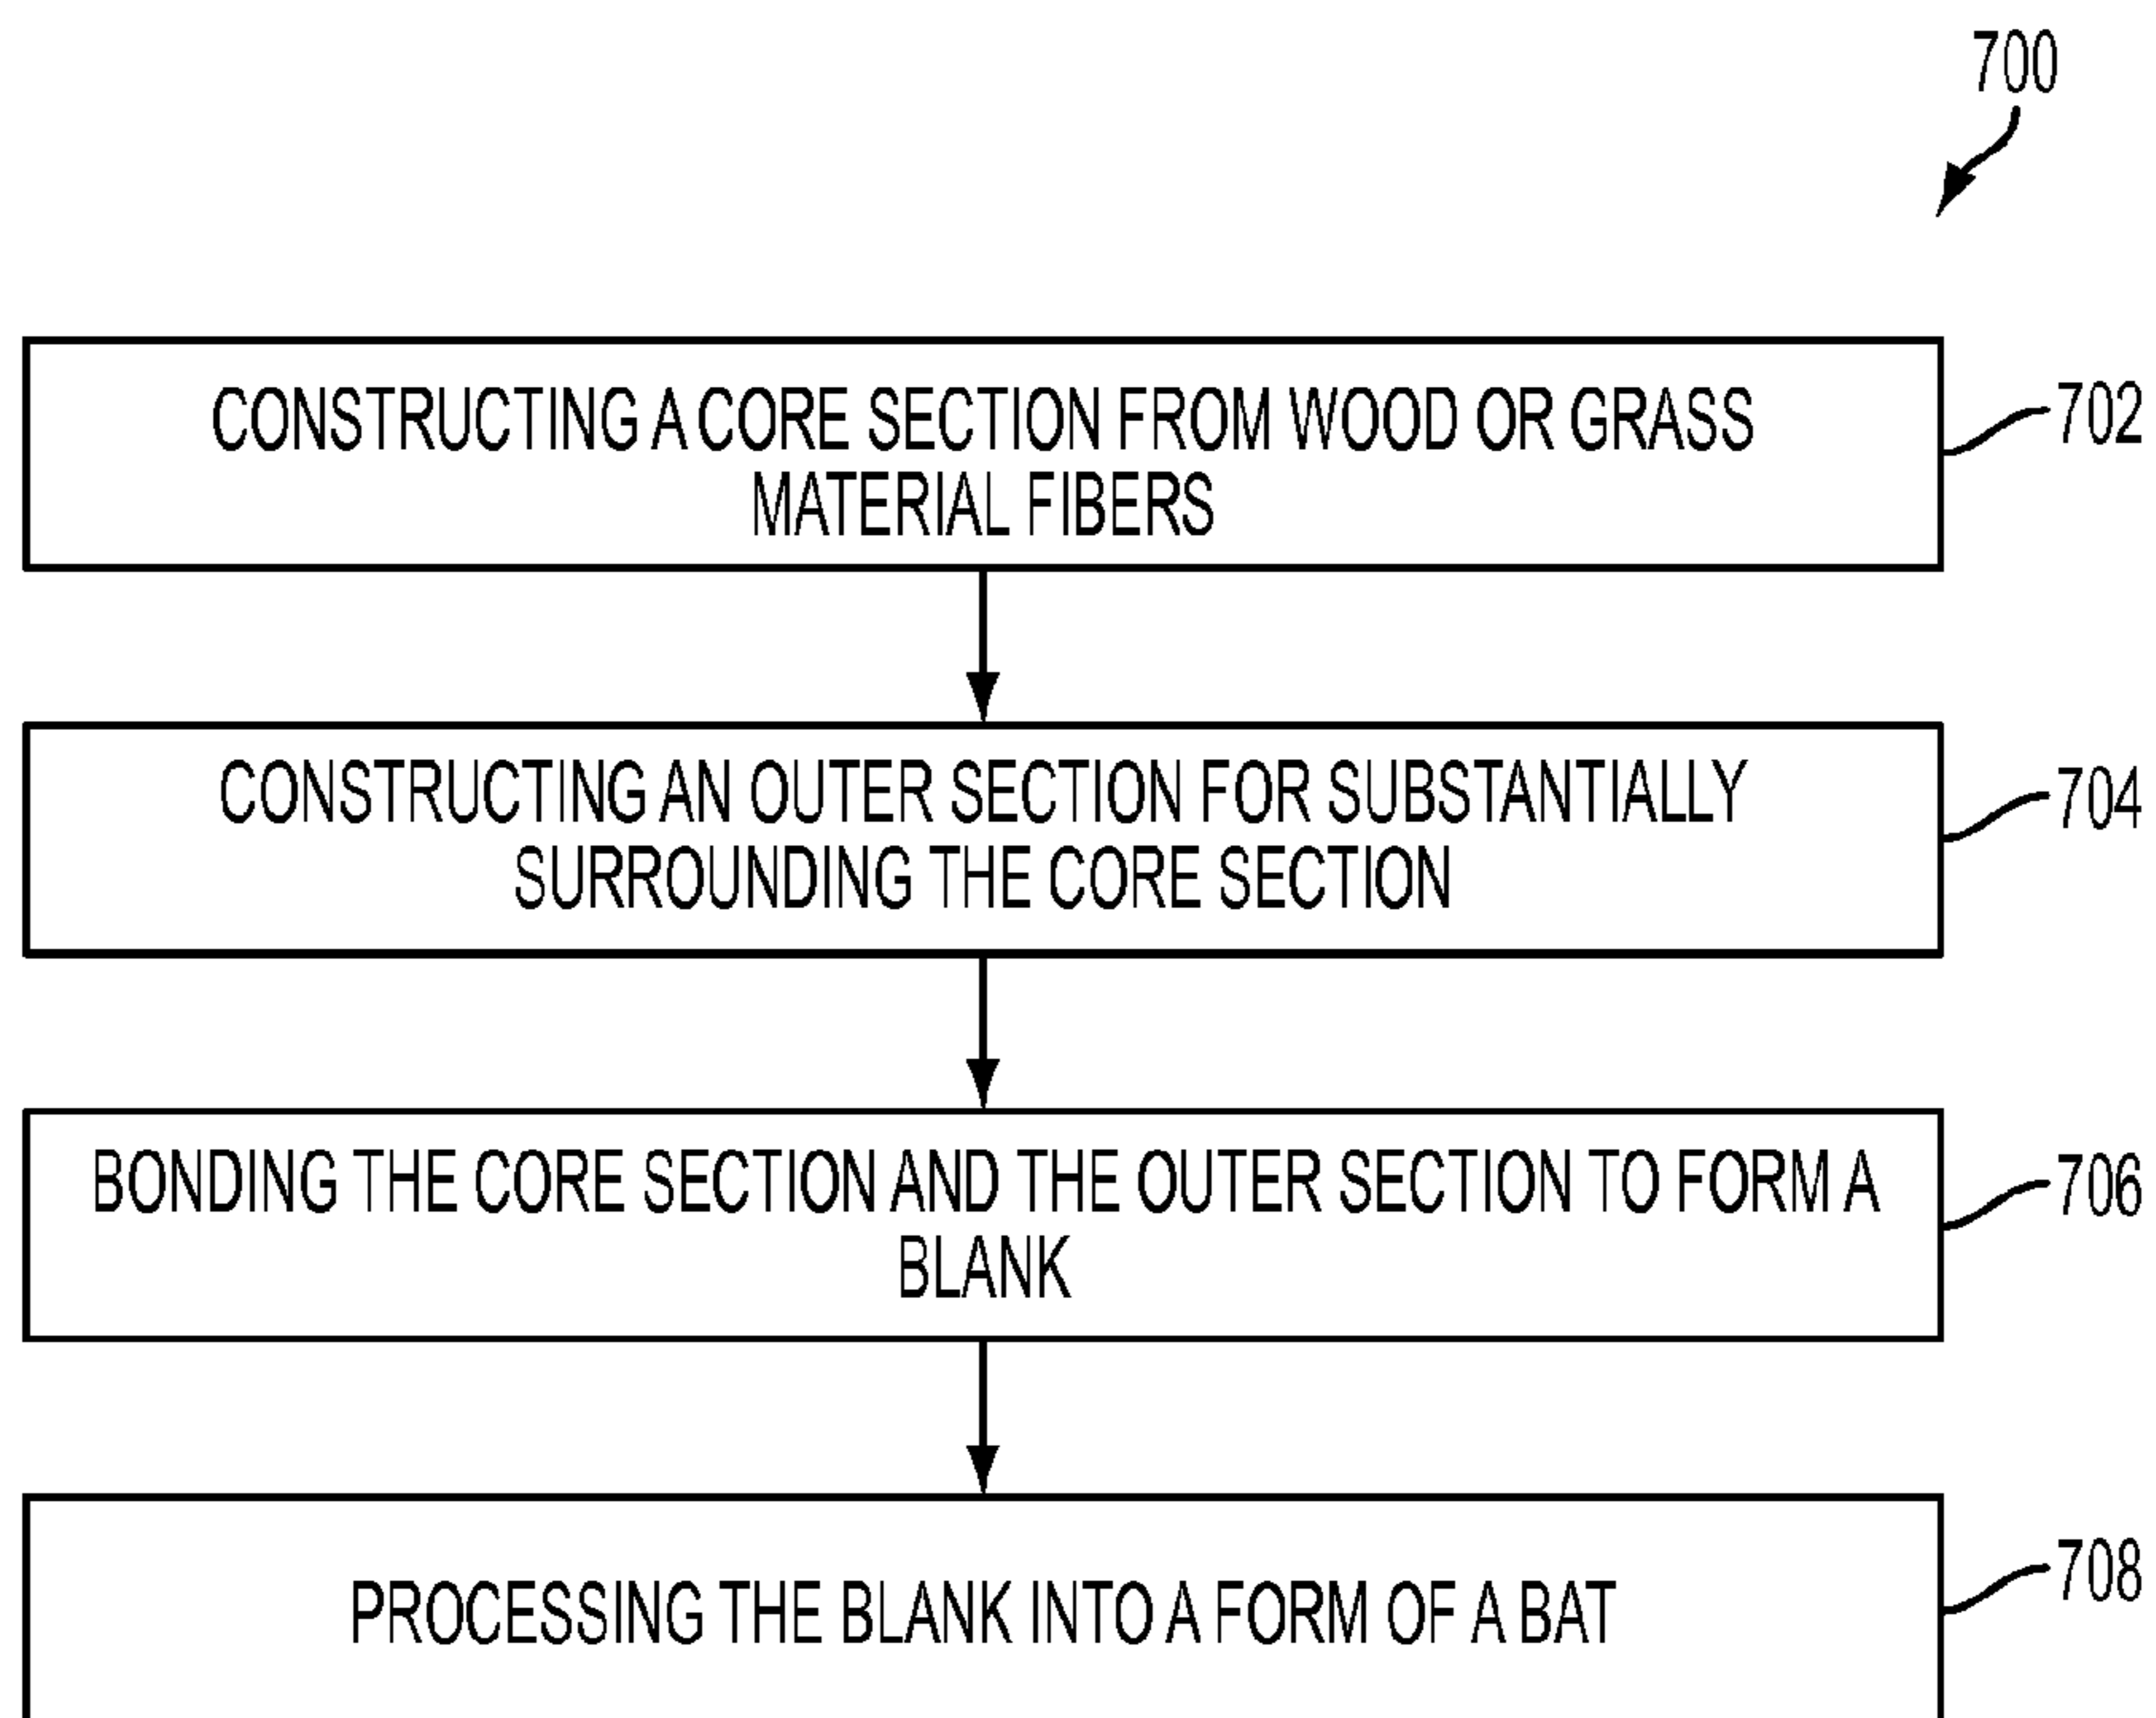 700
CONSTRUCTING A CORE SECTION FROM WOOD OR GRASS
MATERIAL FIBERS
702
CONSTRUCTING AN OUTER SECTION FOR SUBSTANTIALLY
SURROUNDING THE CORE SECTION
704
BONDING THE CORE SECTION AND THE OUTER SECTION TO FORM A
BLANK
706
PROCESSING THE BLANK INTO A FORM OF A BAT
708